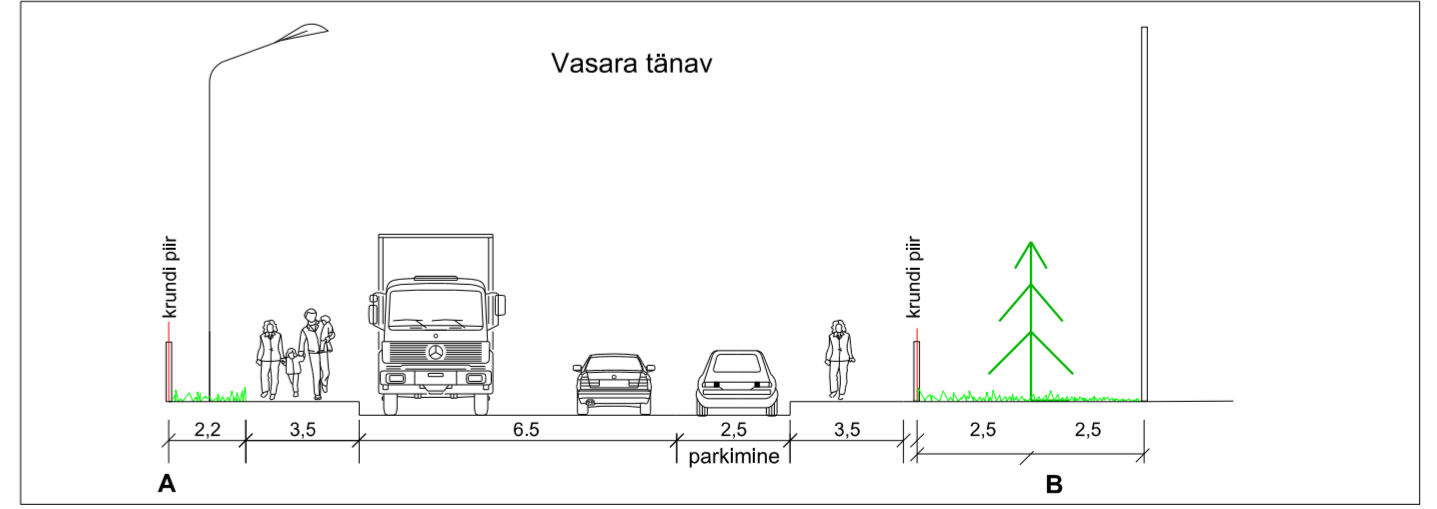 Vasara tänav
krundi piir
krundi piir
2,2 3,5 6.5 2,5 3,5 2,5 2,5
parkimine
A B